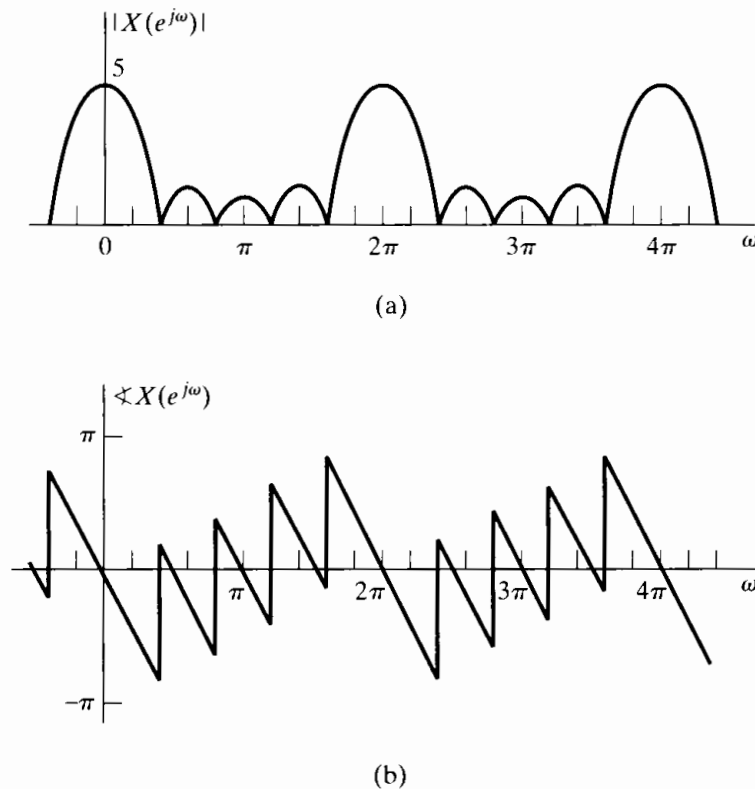 |X(e^{jω})|
5
0 π 2π 3π 4π ω
(a)
∢X(e^{jω})
π
π 2π 3π 4π ω
−π
(b)